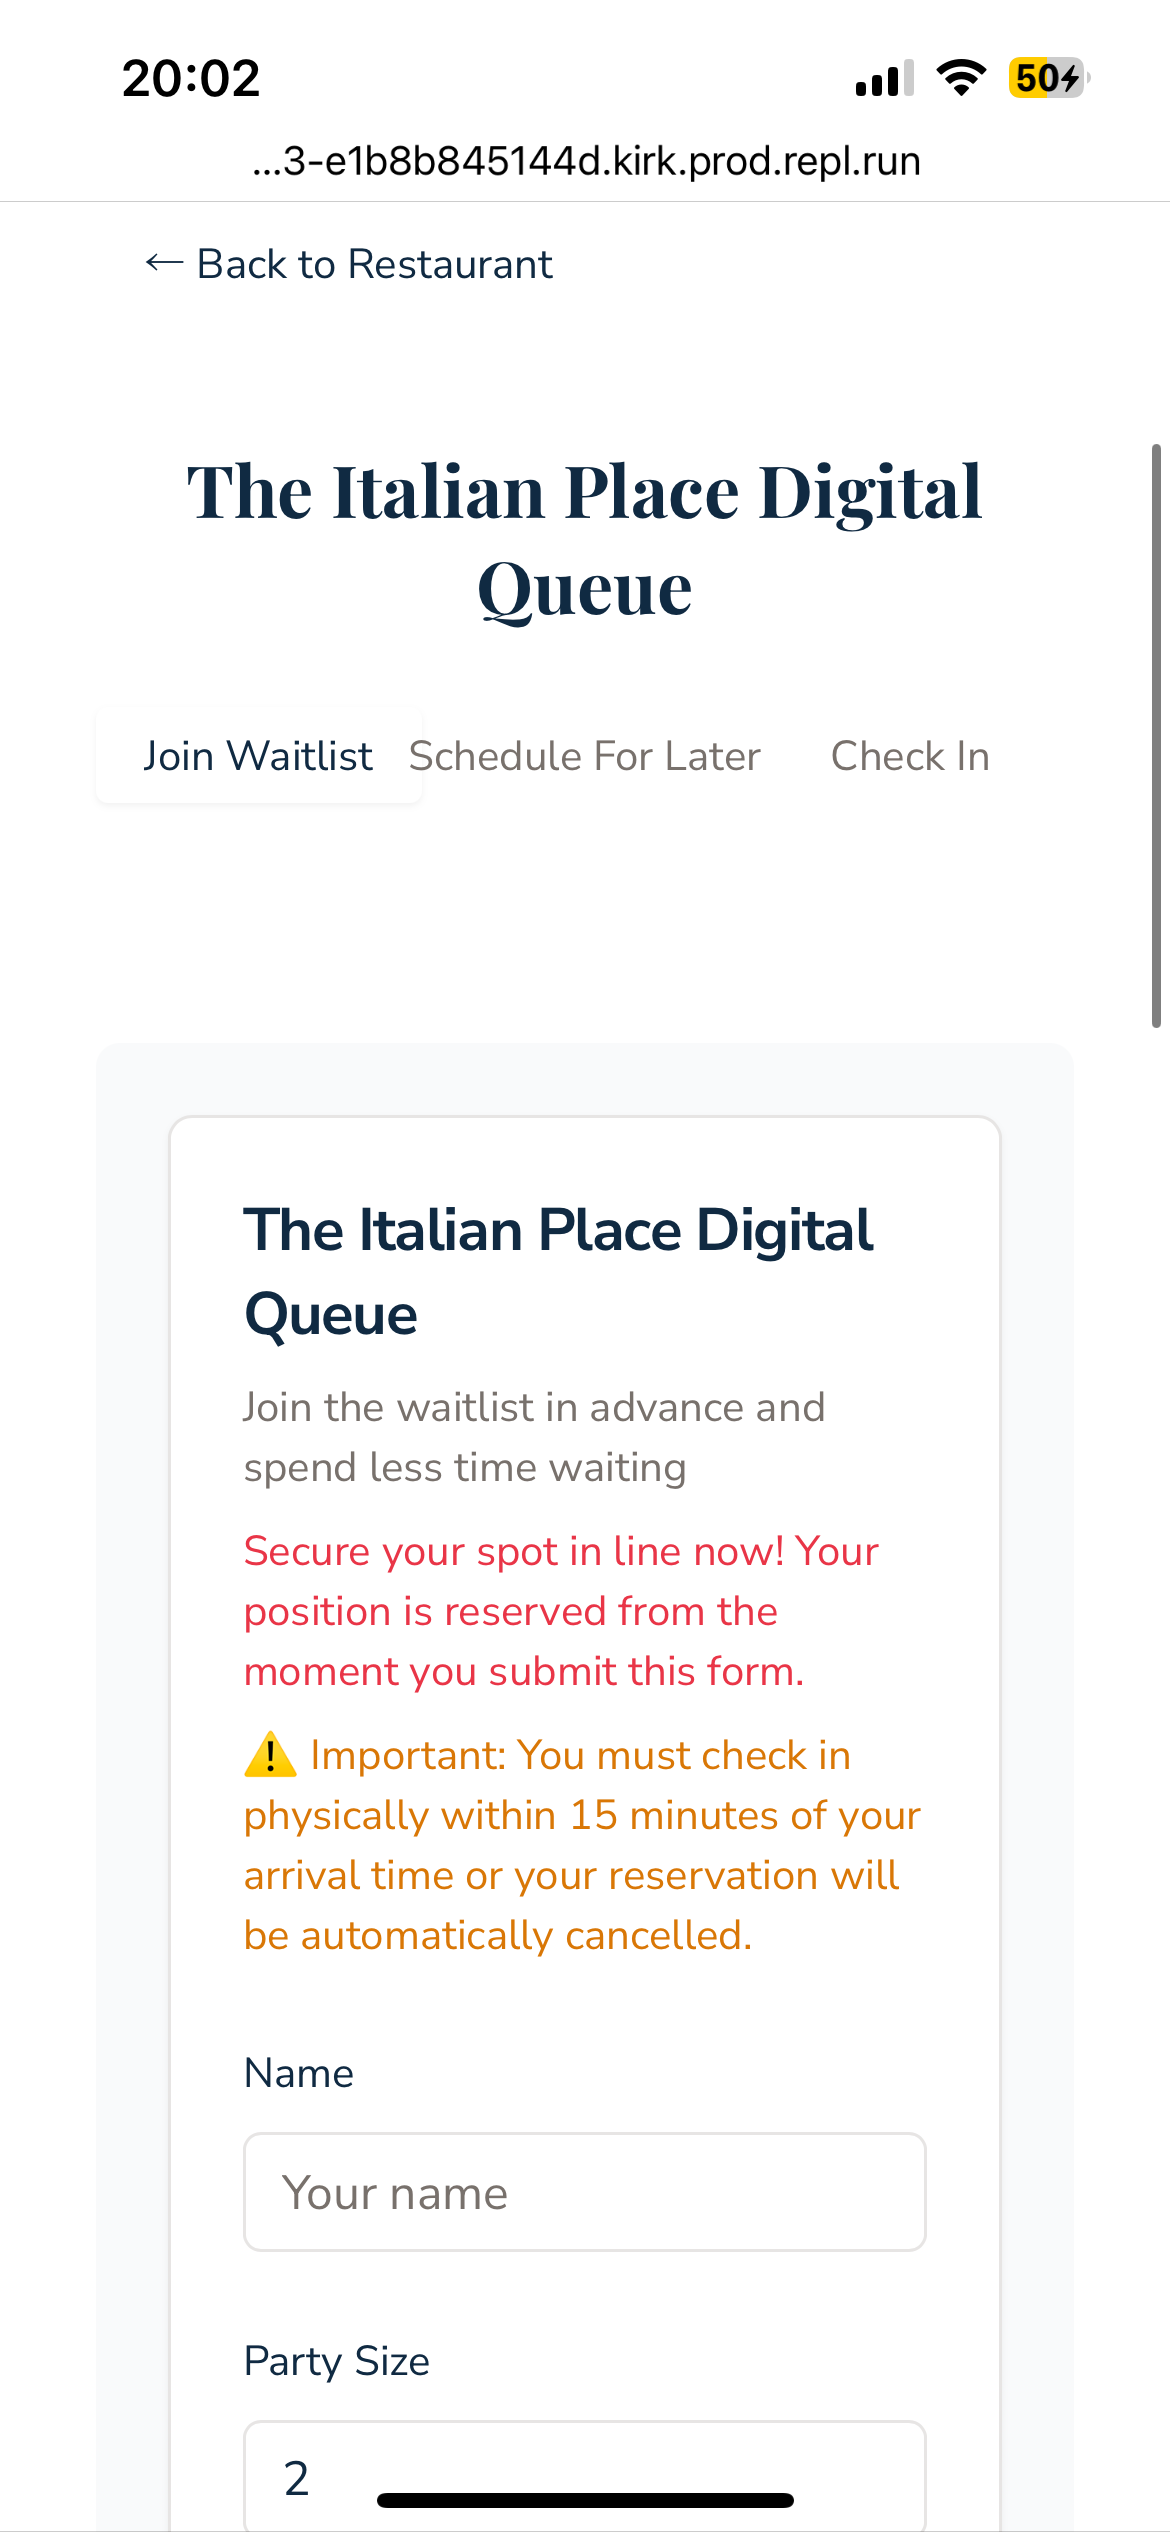 20:02
50
...3-e1b8b845144d.kirk.prod.repl.run
← Back to Restaurant
The Italian Place Digital
Queue
Join Waitlist Schedule For Later Check In
The Italian Place Digital
Queue
Join the waitlist in advance and
spend less time waiting
Secure your spot in line now! Your
position is reserved from the
moment you submit this form.
⚠️ Important: You must check in
physically within 15 minutes of your
arrival time or your reservation will
be automatically cancelled.
Name
Your name
Party Size
2